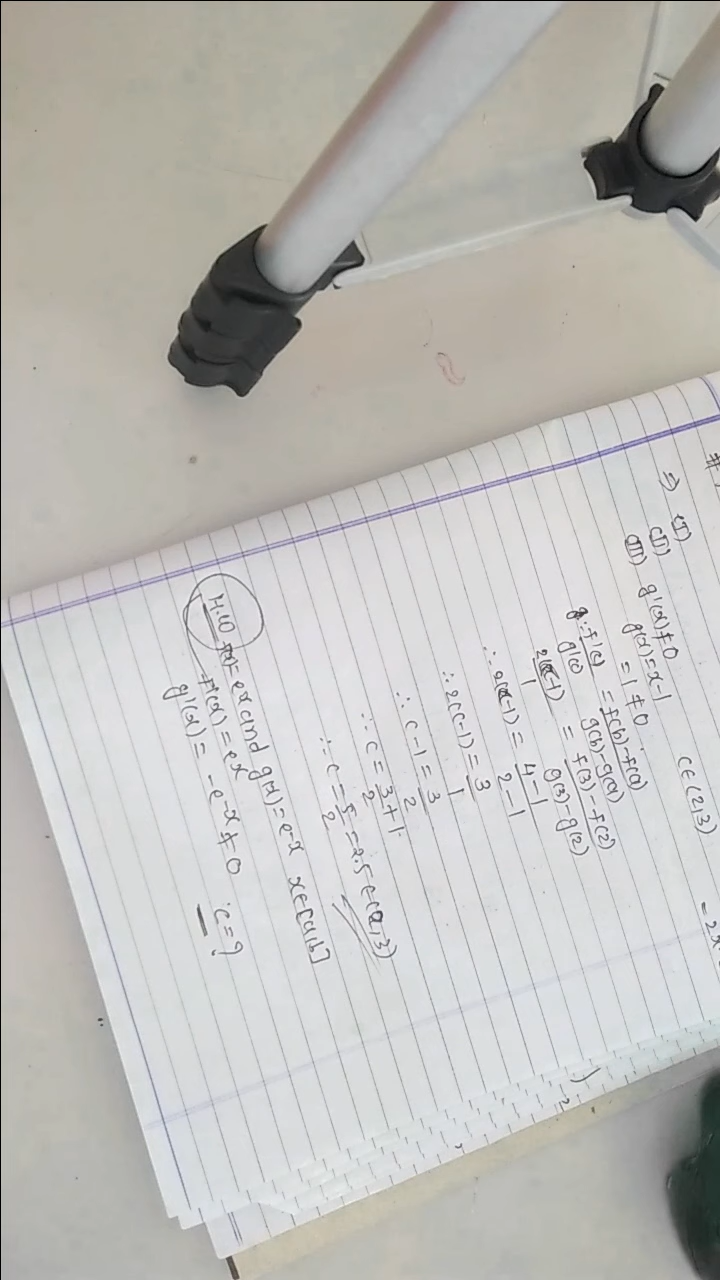 #
⇒ (I)
(II)
(III) g'(x) ≠ 0
g(x) = x-1
= 1 ≠ 0
c ∈ (2,3)
= 2x
f'(c)/g'(c) = f(b)-f(a)/g(b)-g(a)
2(x-1)/1 = f(3)-f(2)/g(3)-g(2)
∴ 2(x-1) = 4-1/2-1
∴ 2(c-1) = 3/1
∴ c-1 = 3/2
∴ c = 3/2 + 1
∴ c = 5/2 = 2.5 ∈ (2,3)
H.W f(x) = e^x and g(x) = e^-x x ∈ [a,b]
f'(x) = e^x
g'(x) = -e^-x ≠ 0 c = ?